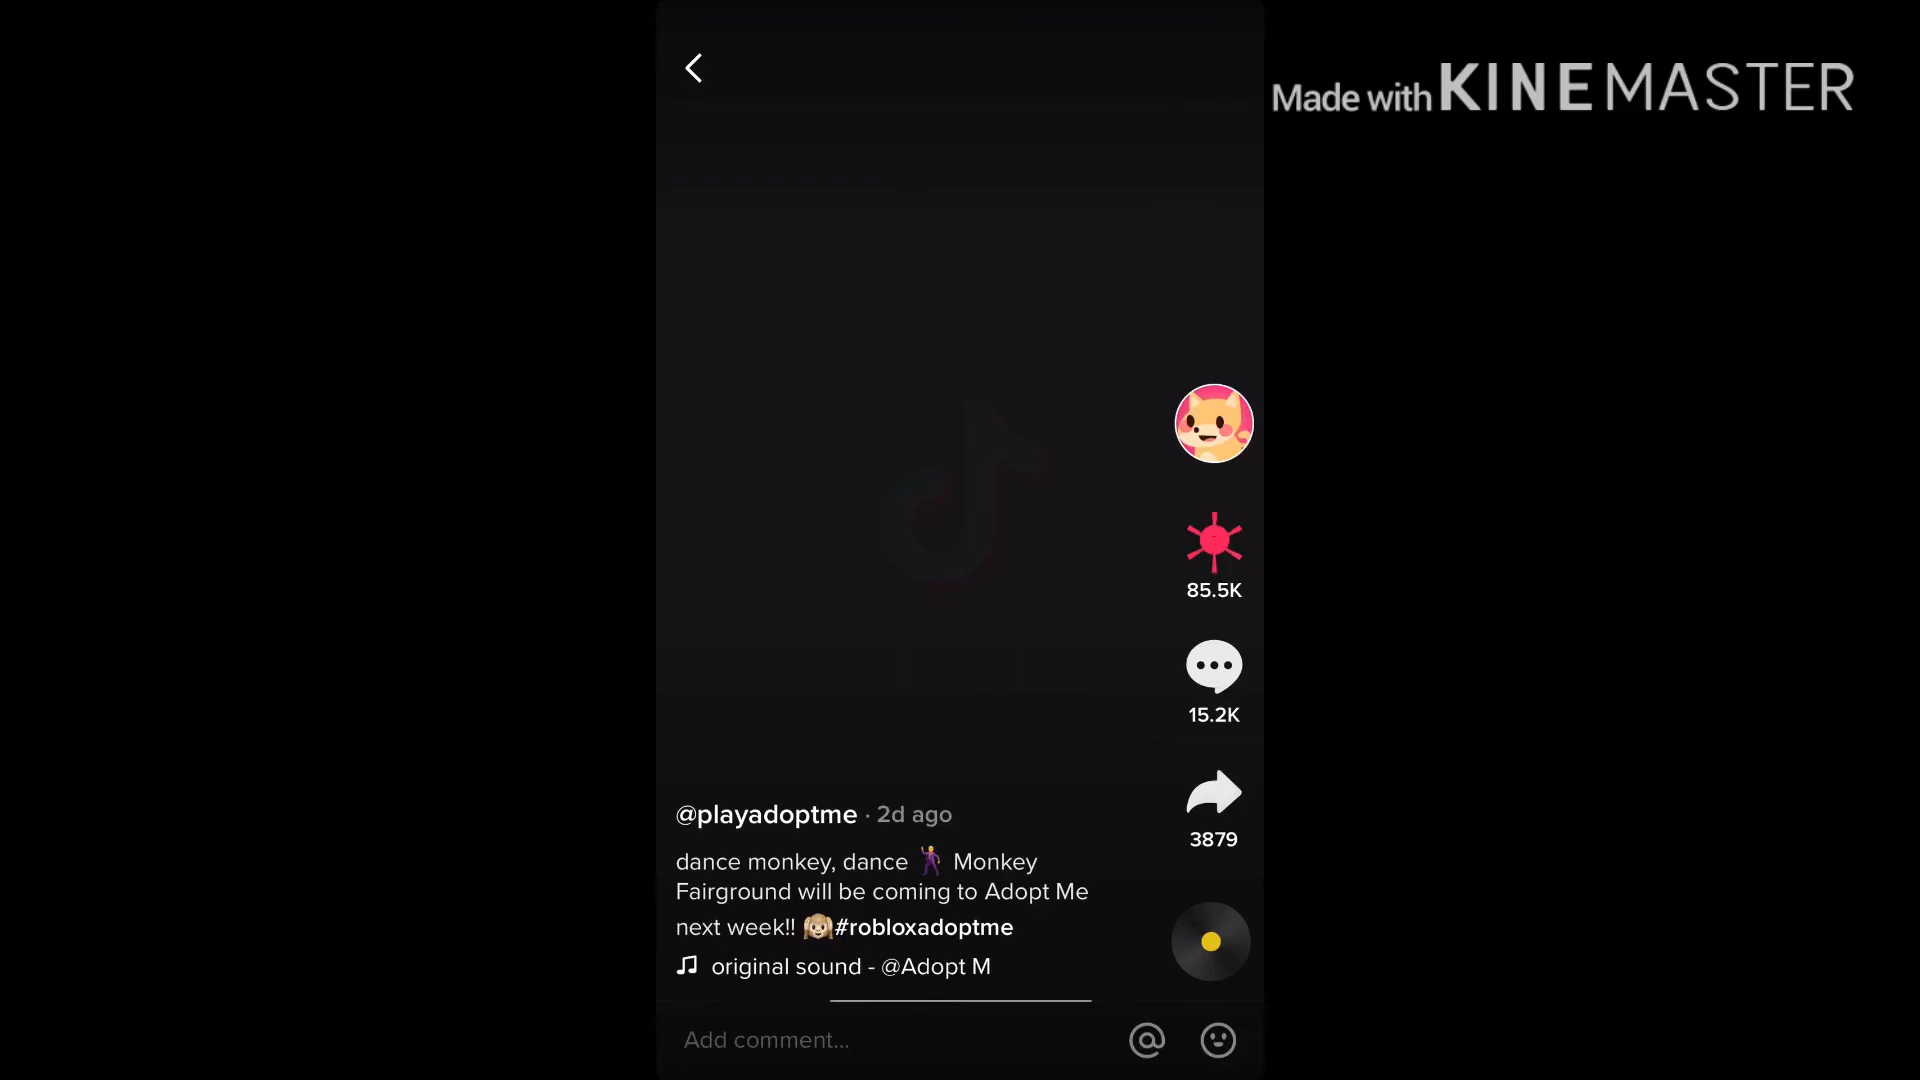 Made with KINEMASTER
85.5K
15.2K
3879
@playadoptme · 2d ago
dance monkey, dance 🕺 Monkey
Fairground will be coming to Adopt Me
next week!! 🙉#robloxadoptme
original sound - @Adopt M
Add comment...